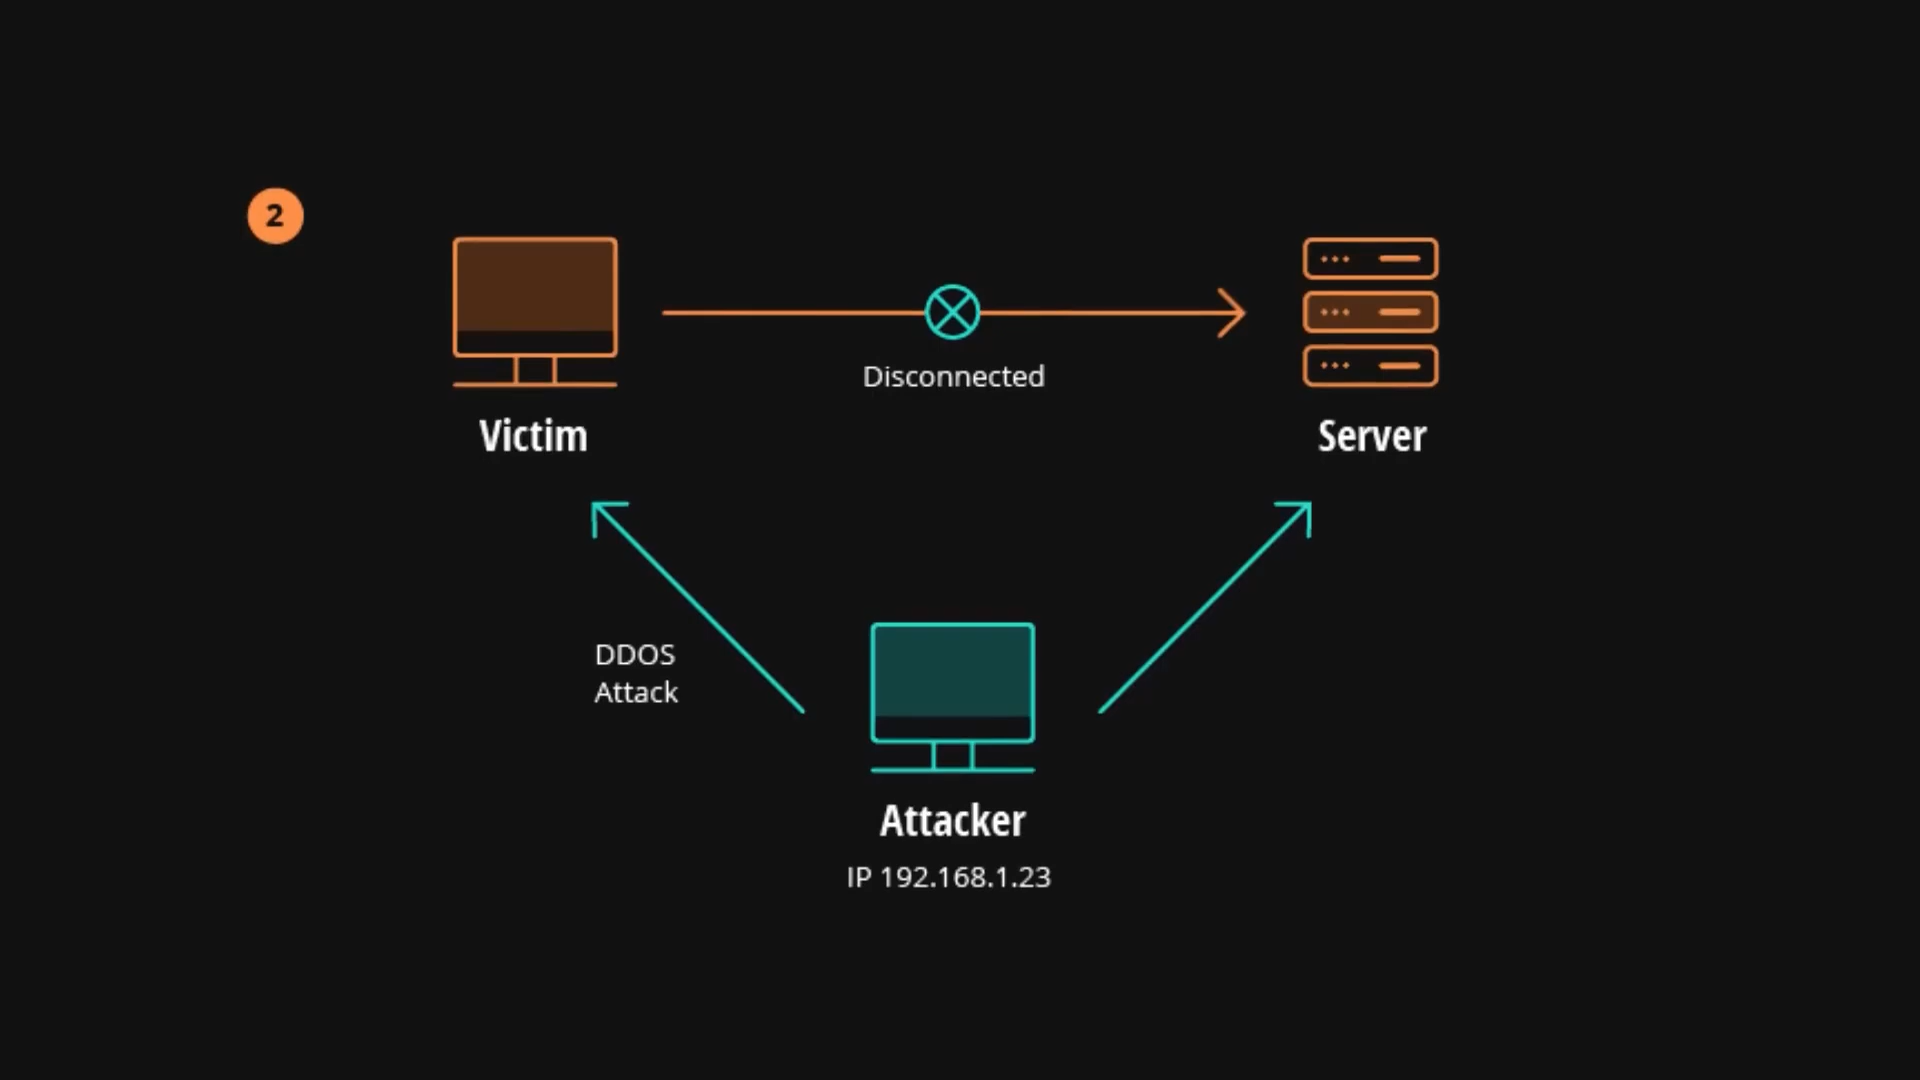 2
Disconnected
Victim
Server
DDOS
Attack
Attacker
IP 192.168.1.23